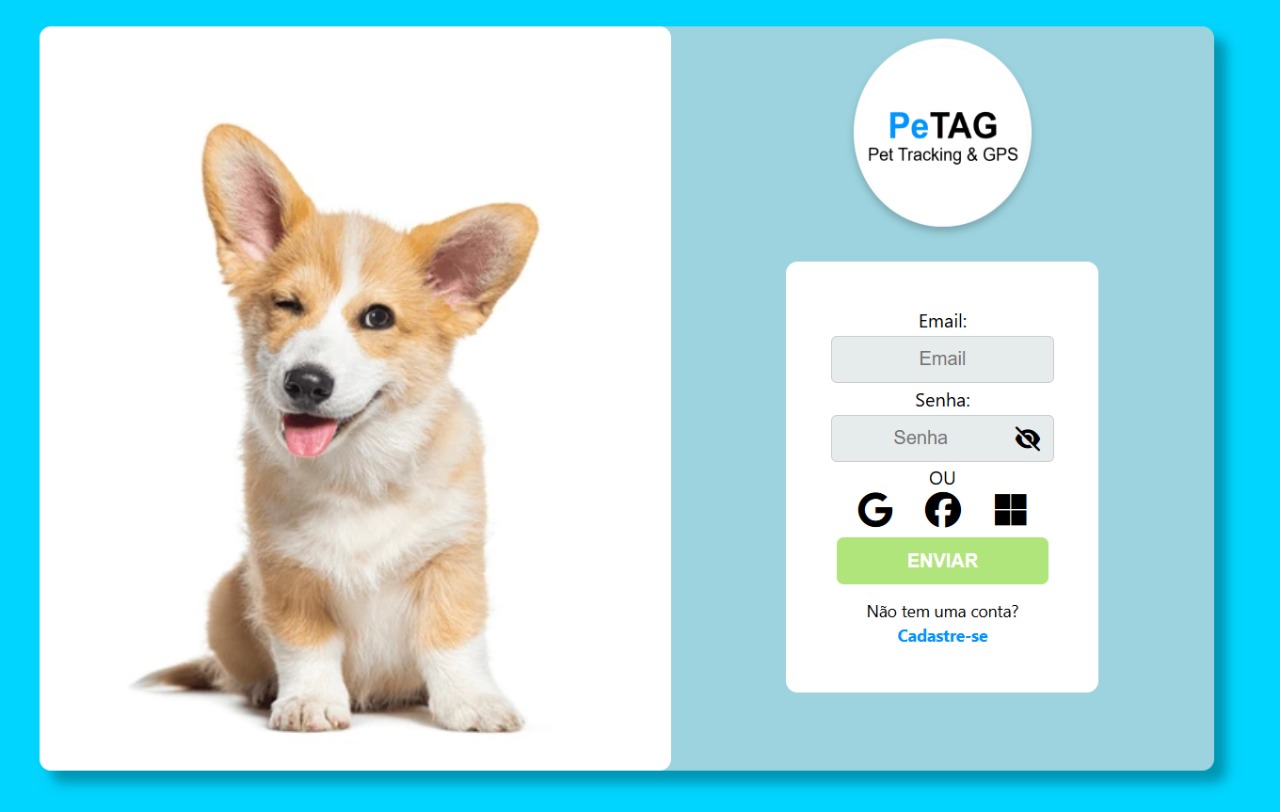 PeTAG
Pet Tracking & GPS
Email:
Email
Senha:
Senha
OU
ENVIAR
Não tem uma conta?
Cadastre-se